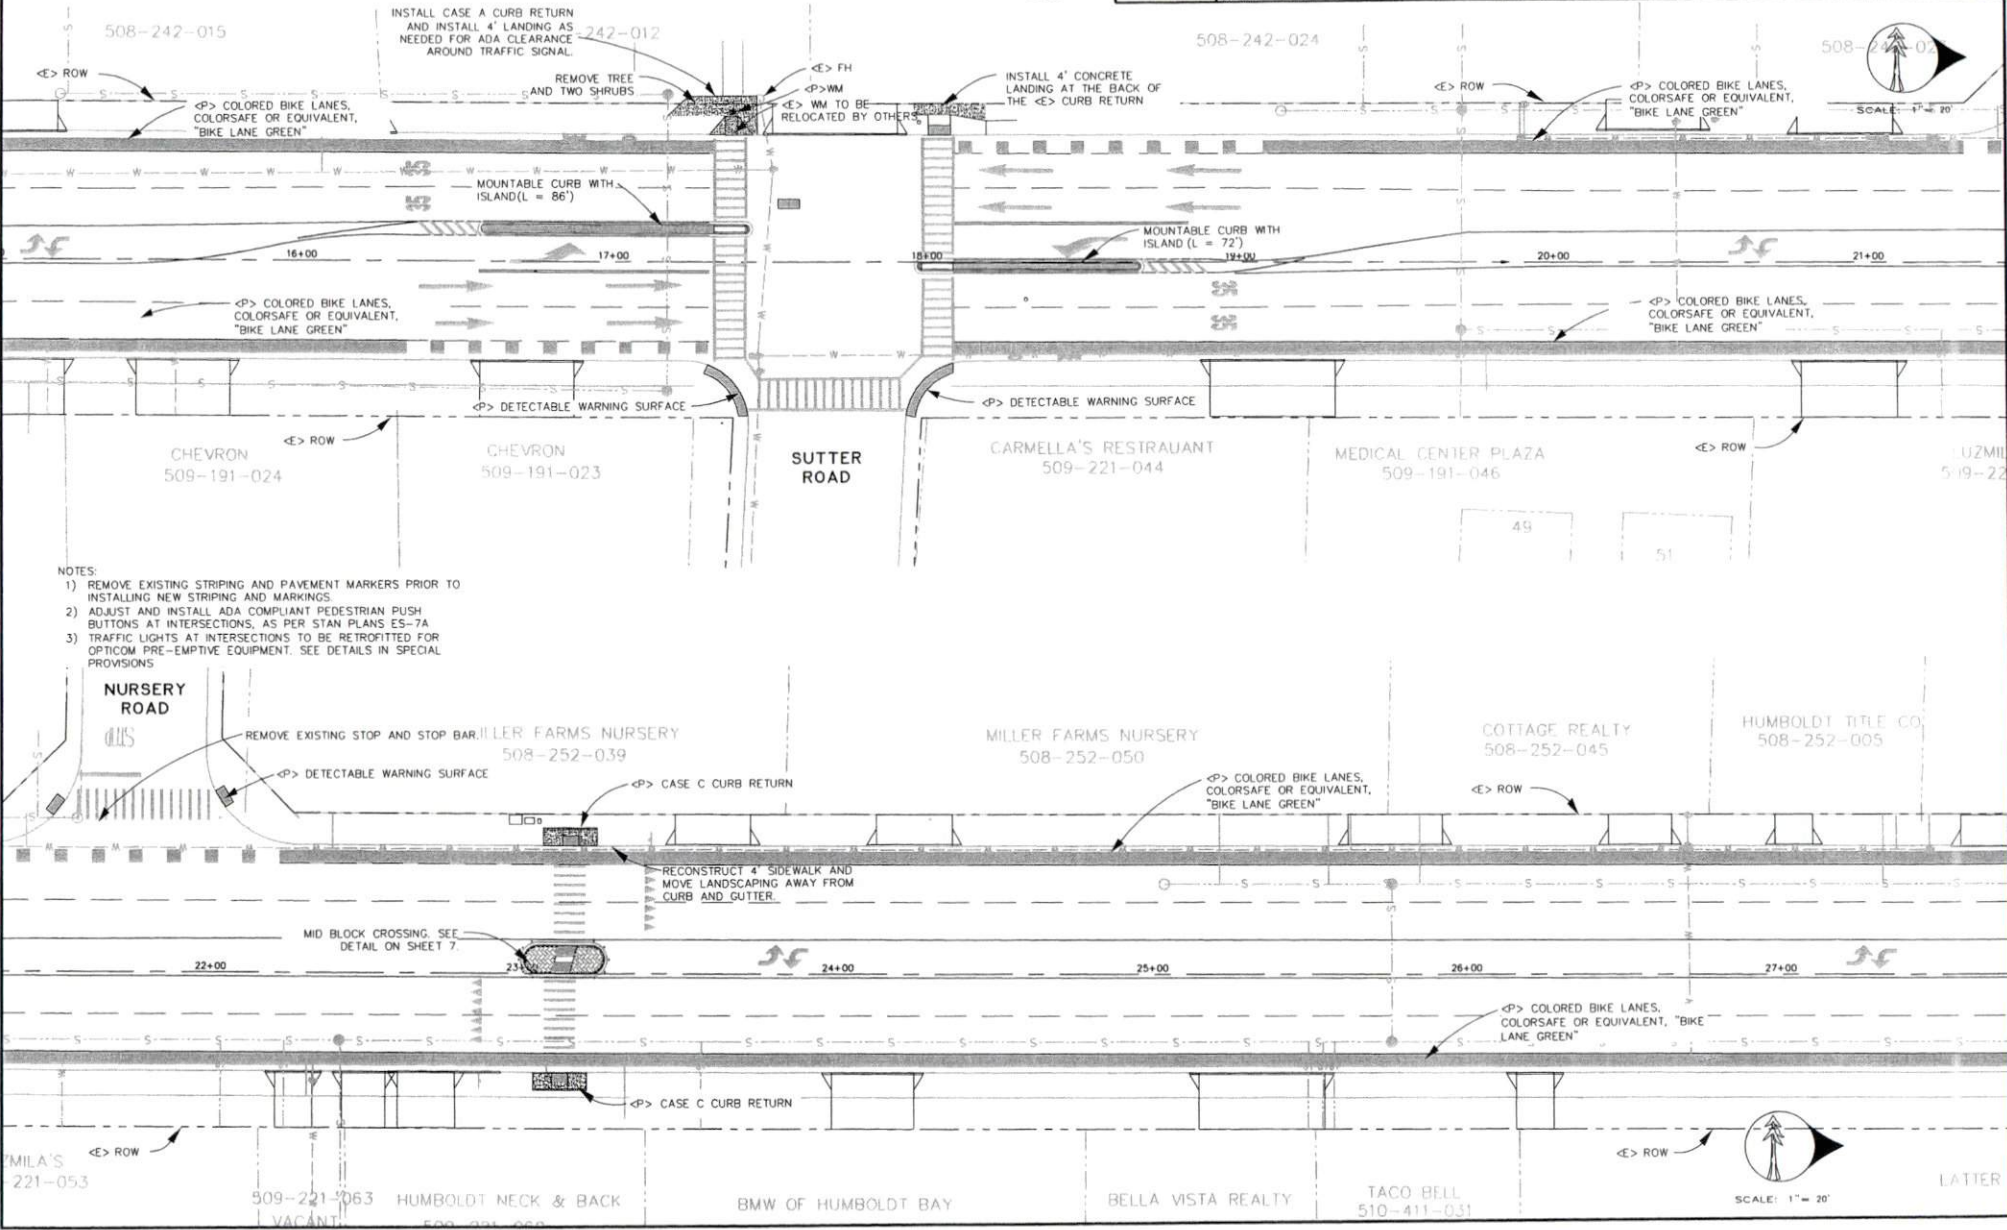 508-242-015
INSTALL CASE A CURB RETURN
AND INSTALL 4' LANDING AS
NEEDED FOR ADA CLEARANCE
AROUND TRAFFIC SIGNAL.
-242-012
508-242-024
<E> ROW
<P> COLORED BIKE LANES,
COLORSAFE OR EQUIVALENT,
"BIKE LANE GREEN"
REMOVE TREE
AND TWO SHRUBS
<E> FH
<P>WM
<E> WM TO BE
RELOCATED BY OTHERS
INSTALL 4' CONCRETE
LANDING AT THE BACK OF
THE <E> CURB RETURN
<E> ROW
<P> COLORED BIKE LANES,
COLORSAFE OR EQUIVALENT,
"BIKE LANE GREEN"
SCALE: 1"= 20'
35
35
MOUNTABLE CURB WITH
ISLAND(L = 86')
MOUNTABLE CURB WITH
ISLAND (L = 72')
16+00
17+00
18+00
19+00
20+00
21+00
35
35
<P> COLORED BIKE LANES,
COLORSAFE OR EQUIVALENT,
"BIKE LANE GREEN"
<P> COLORED BIKE LANES,
COLORSAFE OR EQUIVALENT,
"BIKE LANE GREEN"
<P> DETECTABLE WARNING SURFACE
<P> DETECTABLE WARNING SURFACE
<E> ROW
<E> ROW
CHEVRON
509-191-024
CHEVRON
509-191-023
SUTTER
ROAD
CARMELLA'S RESTRAUANT
509-221-044
MEDICAL CENTER PLAZA
509-191-046
49
51
NOTES:
1) REMOVE EXISTING STRIPING AND PAVEMENT MARKERS PRIOR TO
INSTALLING NEW STRIPING AND MARKINGS.
2) ADJUST AND INSTALL ADA COMPLIANT PEDESTRIAN PUSH
BUTTONS AT INTERSECTIONS, AS PER STAN PLANS ES-7A
3) TRAFFIC LIGHTS AT INTERSECTIONS TO BE RETROFITTED FOR
OPTICOM PRE-EMPTIVE EQUIPMENT. SEE DETAILS IN SPECIAL
PROVISIONS
NURSERY
ROAD
REMOVE EXISTING STOP AND STOP BAR.
<P> DETECTABLE WARNING SURFACE
ILLER FARMS NURSERY
508-252-039
MILLER FARMS NURSERY
508-252-050
COTTAGE REALTY
508-252-045
HUMBOLDT TITLE CO
508-252-005
<P> CASE C CURB RETURN
<P> COLORED BIKE LANES,
COLORSAFE OR EQUIVALENT,
"BIKE LANE GREEN"
<E> ROW
RECONSTRUCT 4' SIDEWALK AND
MOVE LANDSCAPING AWAY FROM
CURB AND GUTTER.
MID BLOCK CROSSING. SEE
DETAIL ON SHEET 7.
22+00
24+00
25+00
26+00
27+00
<P> COLORED BIKE LANES,
COLORSAFE OR EQUIVALENT, "BIKE
LANE GREEN"
<P> CASE C CURB RETURN
<E> ROW
<E> ROW
SCALE: 1"= 20'
ZMILA'S
-221-053
509-221-063
VACANT
HUMBOLDT NECK & BACK
BMW OF HUMBOLDT BAY
BELLA VISTA REALTY
TACO BELL
510-411-031
LATTER